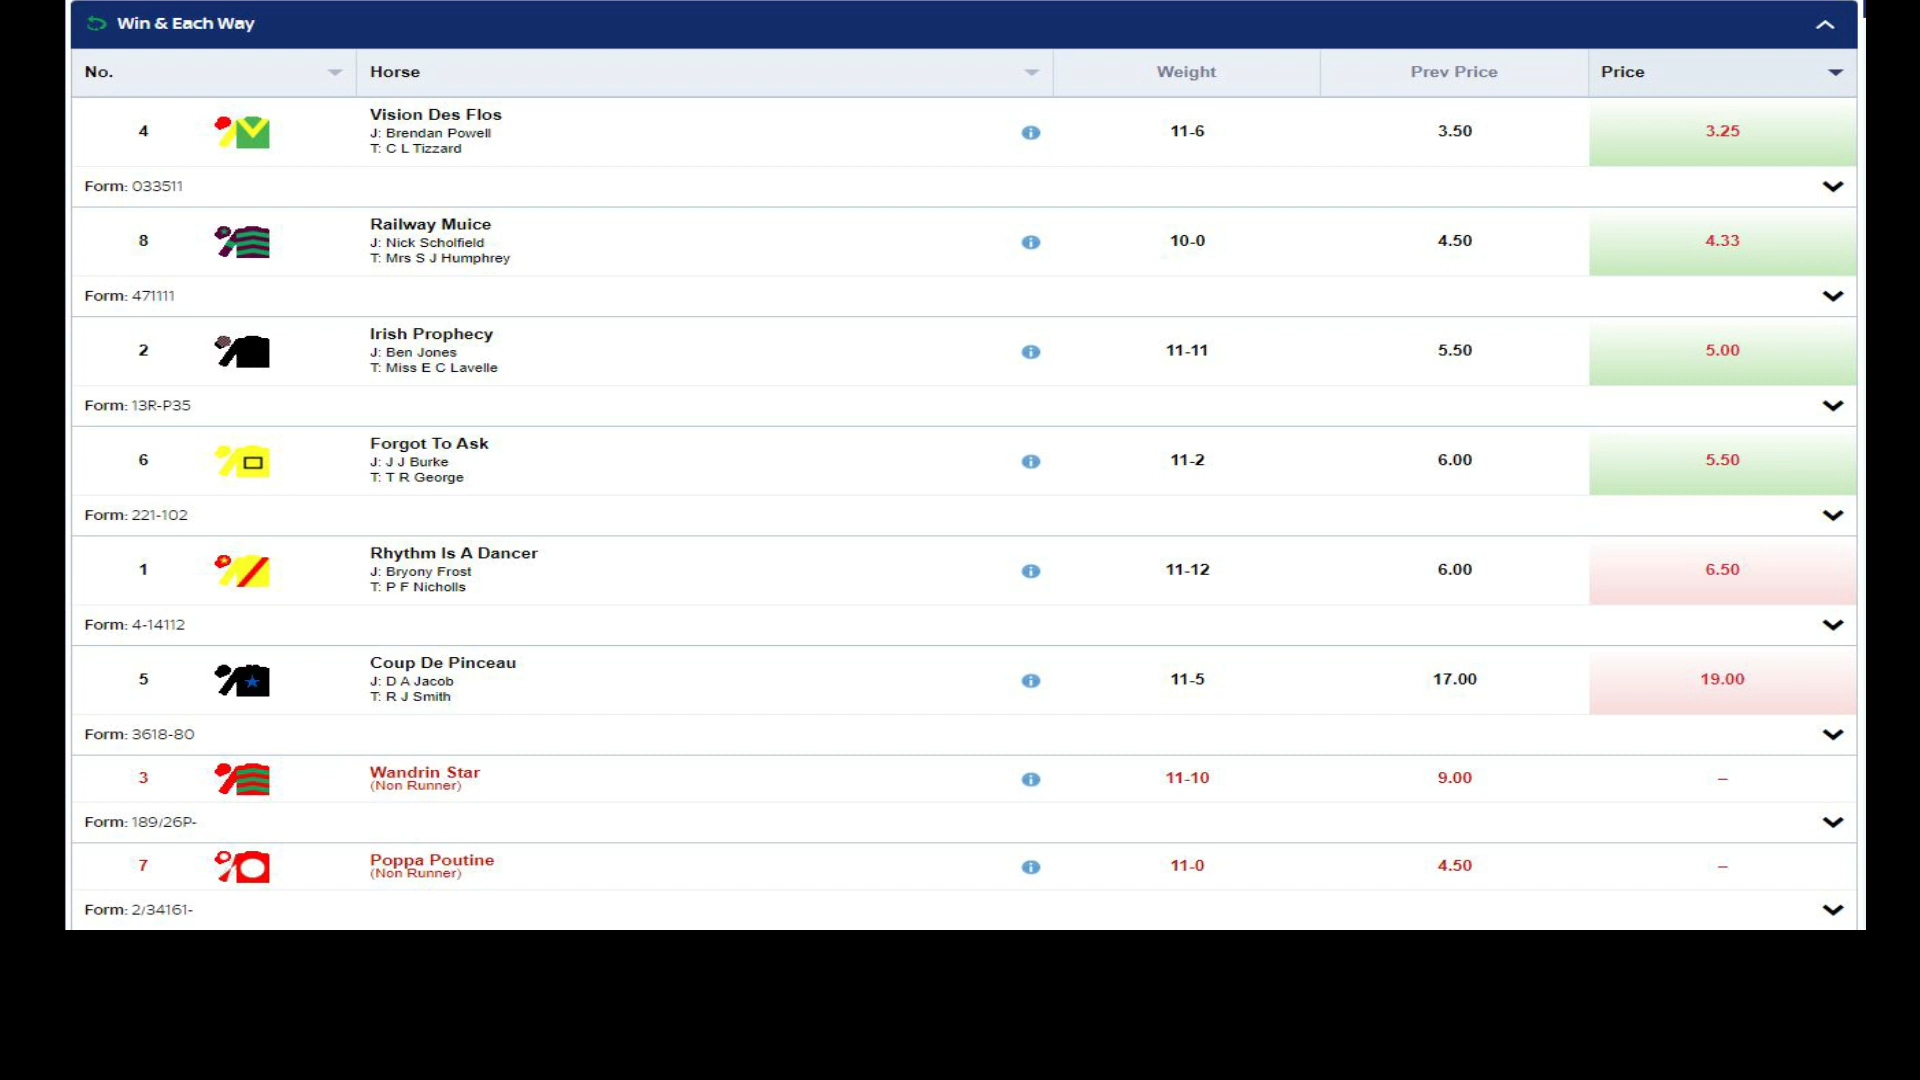 Win & Each Way
No. Horse Weight Prev Price Price
4 Vision Des Flos 11-6 3.50 3.25
J: Brendan Powell
T: C L Tizzard
Form: 033511
8 Railway Muice 10-0 4.50 4.33
J: Nick Scholfield
T: Mrs S J Humphrey
Form: 471111
2 Irish Prophecy 11-11 5.50 5.00
J: Ben Jones
T: Miss E C Lavelle
Form: 13R-P35
6 Forgot To Ask 11-2 6.00 5.50
J: J J Burke
T: T R George
Form: 221-102
1 Rhythm Is A Dancer 11-12 6.00 6.50
J: Bryony Frost
T: P F Nicholls
Form: 4-14112
5 Coup De Pinceau 11-5 17.00 19.00
J: D A Jacob
T: R J Smith
Form: 3618-80
3 Wandrin Star 11-10 9.00 –
(Non Runner)
Form: 189/26P-
7 Poppa Poutine 11-0 4.50 –
(Non Runner)
Form: 2/34161-